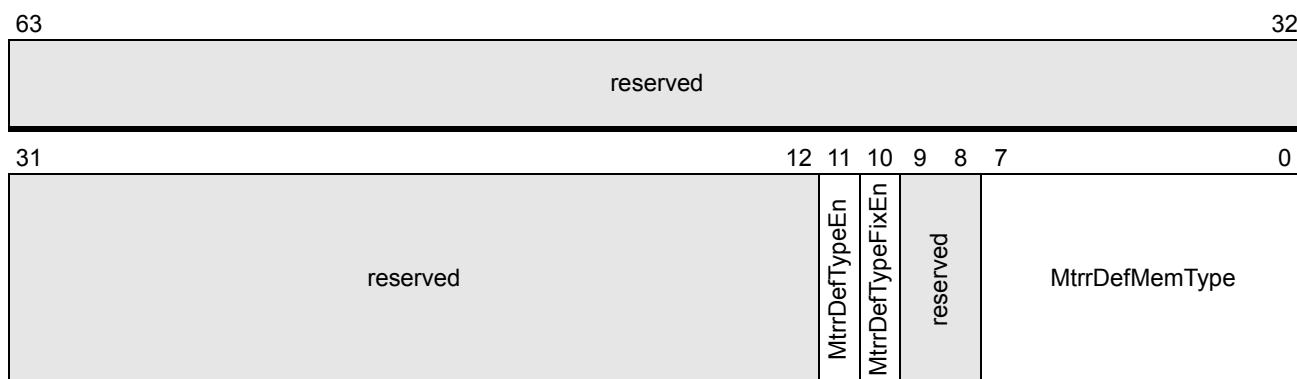 63 32
reserved
31 12 11 10 9 8 7 0
reserved
MtrrDefTypeEn
MtrrDefTypeFixEn
reserved
MtrrDefMemType